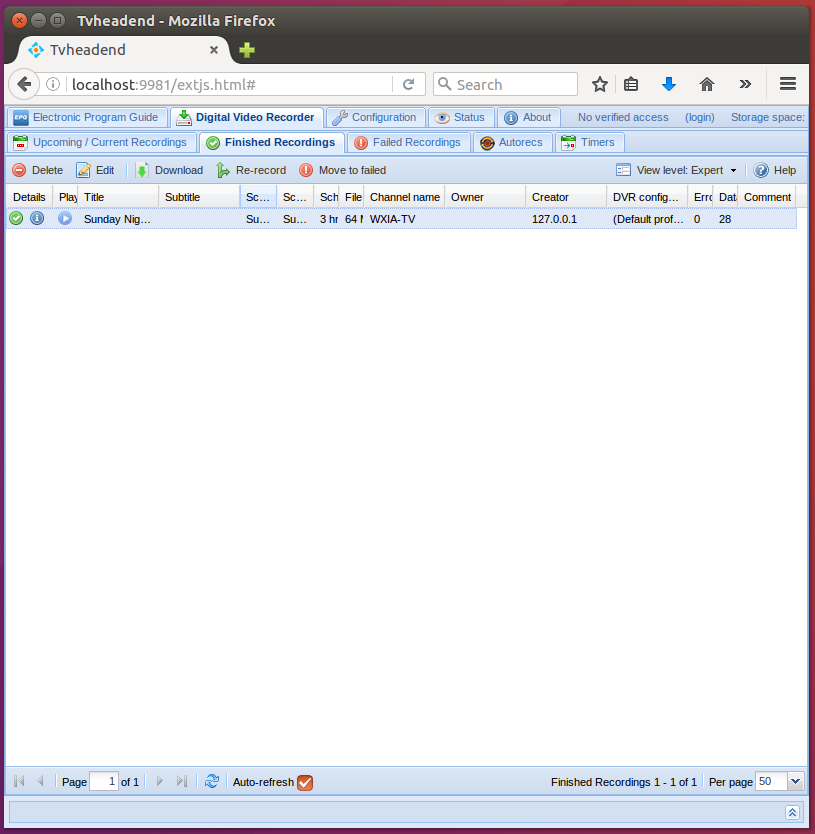 Tvheadend - Mozilla Firefox
Tvheadend
localhost:9981/extjs.html#
Search
EPG Electronic Program Guide Digital Video Recorder Configuration Status About No verified access (login) Storage space:
Upcoming / Current Recordings Finished Recordings Failed Recordings Autorecs Timers
Delete Edit Download Re-record Move to failed View level: Expert Help
Details Play Title Subtitle Sc... Sc... Sch File Channel name Owner Creator DVR config... Erro Data Comment
Sunday Nig... Su... Su... 3 hr 64 M WXIA-TV 127.0.0.1 (Default prof... 0 28
Page 1 of 1 Auto-refresh Finished Recordings 1 - 1 of 1 Per page 50